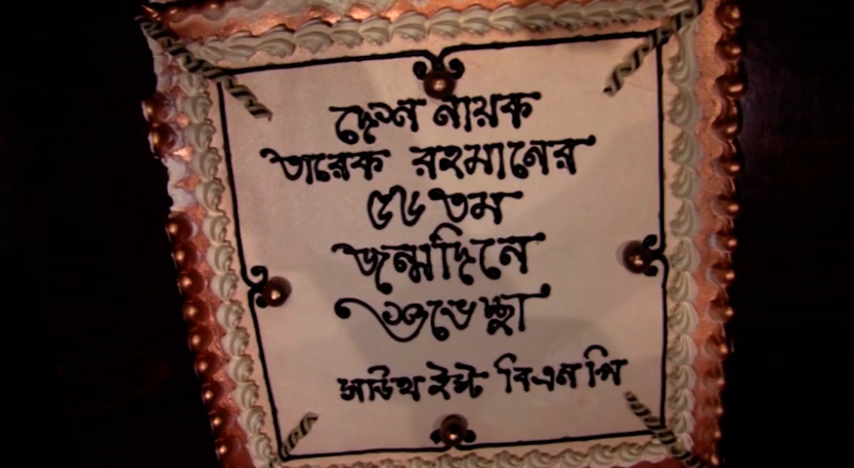 দেশ নায়ক
তারেক রহমানের
৫৬ তম
জন্মদিনে
শুভেচ্ছা
সাউথ ইস্ট বিএনপি